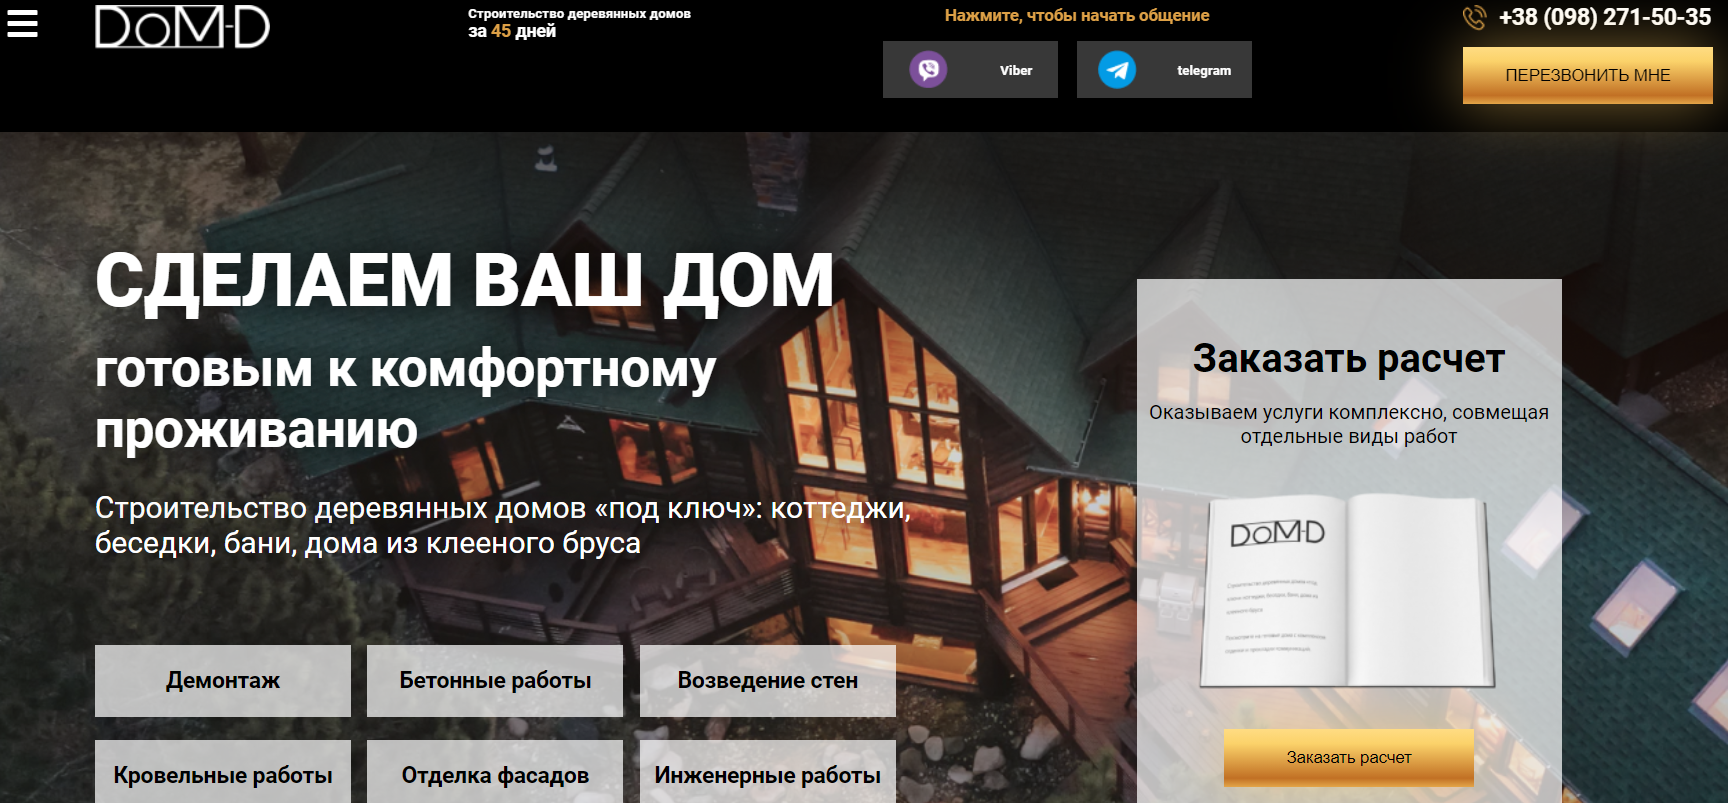 DOM-D
Строительство деревянных домов
за 45 дней
Нажмите, чтобы начать общение
Viber
telegram
+38 (098) 271-50-35
ПЕРЕЗВОНИТЬ МНЕ
СДЕЛАЕМ ВАШ ДОМ
готовым к комфортному
проживанию
Строительство деревянных домов «под ключ»: коттеджи,
беседки, бани, дома из клееного бруса
Демонтаж
Бетонные работы
Возведение стен
Кровельные работы
Отделка фасадов
Инженерные работы
Заказать расчет
Оказываем услуги комплексно, совмещая
отдельные виды работ
DOM-D
Заказать расчет